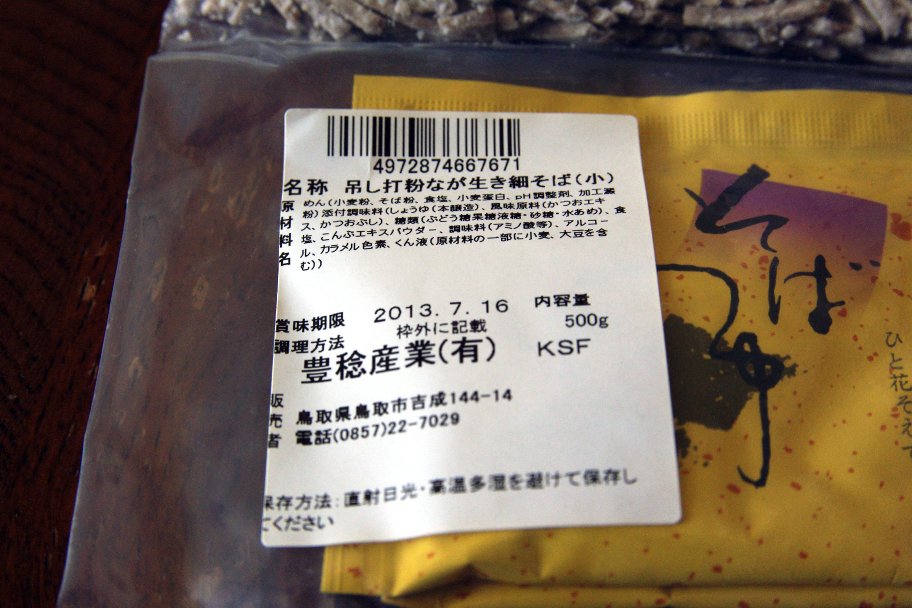 4972874667671
名称 吊し打粉なが生き細そば(小)
原材料名 めん(小麦粉、そば粉、食塩、小麦蛋白、pH調整剤、加工澱
粉)添付調味料(しょうゆ(本醸造)、風味原料(かつおエキ
ス、かつおぶし)、糖類(ぶどう糖果糖液糖・砂糖・水あめ)、食
塩、こんぶエキスパウダー、調味料(アミノ酸等)、アルコー
ル、カラメル色素、くん液(原材料の一部に小麦、大豆を含
む))
賞味期限 2013.7.16 内容量
調理方法 枠外に記載 500g
豊稔産業(有) KSF
販売者 鳥取県鳥取市吉成144-14
電話(0857)22-7029
保存方法:直射日光・高温多湿を避けて保存し
てください
そばつゆ
ひと花そえて